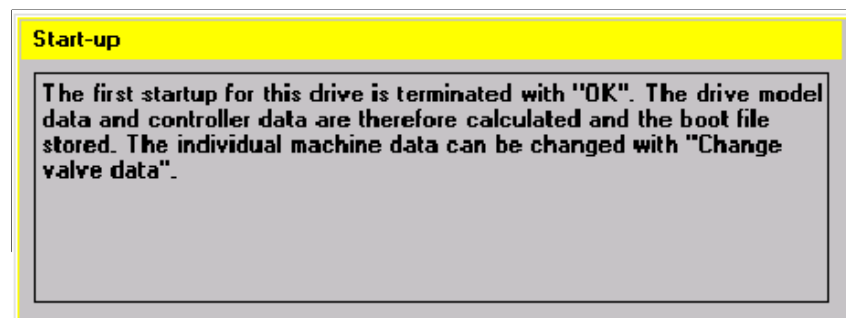 Start-up
The first startup for this drive is terminated with "OK". The drive model
data and controller data are therefore calculated and the boot file
stored. The individual machine data can be changed with "Change
valve data".